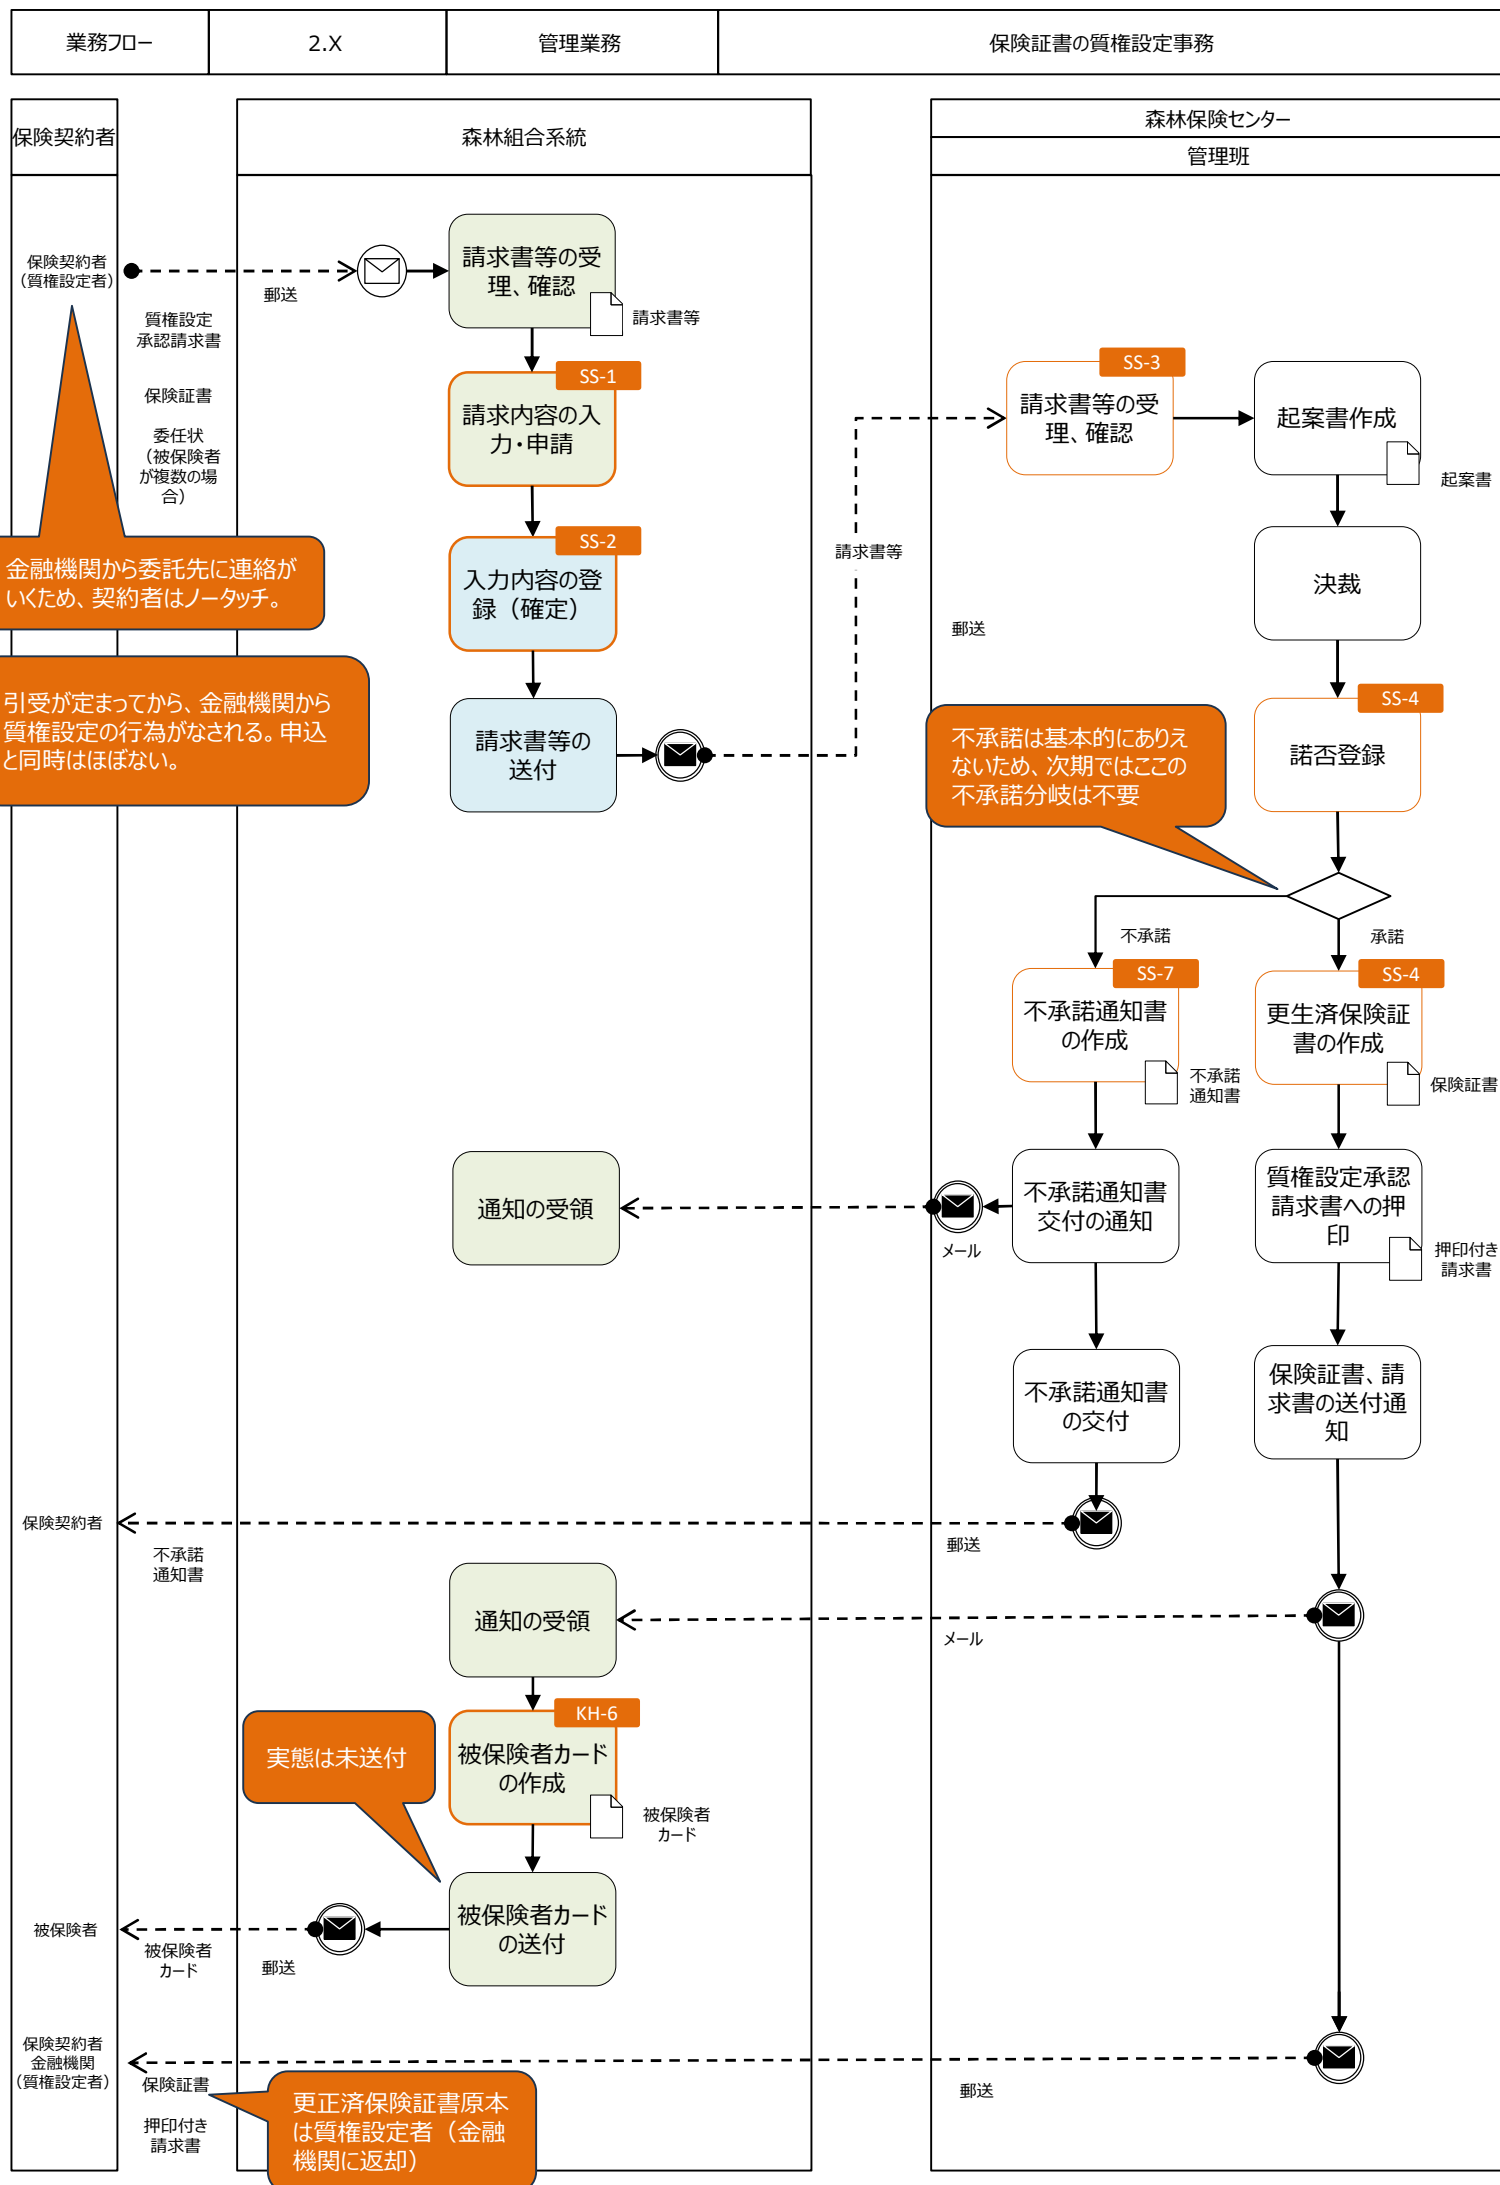 業務フロー
2.X
管理業務
保険証書の質権設定事務
保険契約者
森林組合系統
森林保険センター
管理班
保険契約者
（質権設定者）
郵送
質権設定
承認請求書
保険証書
委任状
（被保険者
が複数の場
合）
請求書等の受
理、確認
請求書等
SS-1
請求内容の入
力・申請
SS-2
入力内容の登
録（確定）
請求書等の
送付
金融機関から委託先に連絡が
いくため、契約者はノータッチ。
引受が定まってから、金融機関から
質権設定の行為がなされる。申込
と同時はほぼない。
請求書等
郵送
SS-3
請求書等の受
理、確認
起案書作成
起案書
決裁
SS-4
諾否登録
不承諾は基本的にありえ
ないため、次期ではここの
不承諾分岐は不要
不承諾
承諾
SS-7
不承諾通知書
の作成
不承諾
通知書
SS-4
更生済保険証
書の作成
保険証書
通知の受領
メール
不承諾通知書
交付の通知
質権設定承認
請求書への押
印
押印付き
請求書
不承諾通知書
の交付
保険証書、請
求書の送付通
知
保険契約者
不承諾
通知書
郵送
通知の受領
メール
KH-6
被保険者カード
の作成
被保険者
カード
実態は未送付
被保険者カード
の送付
被保険者
被保険者
カード
郵送
保険契約者
金融機関
（質権設定者）
保険証書
押印付き
請求書
更正済保険証書原本
は質権設定者（金融
機関に返却）
郵送